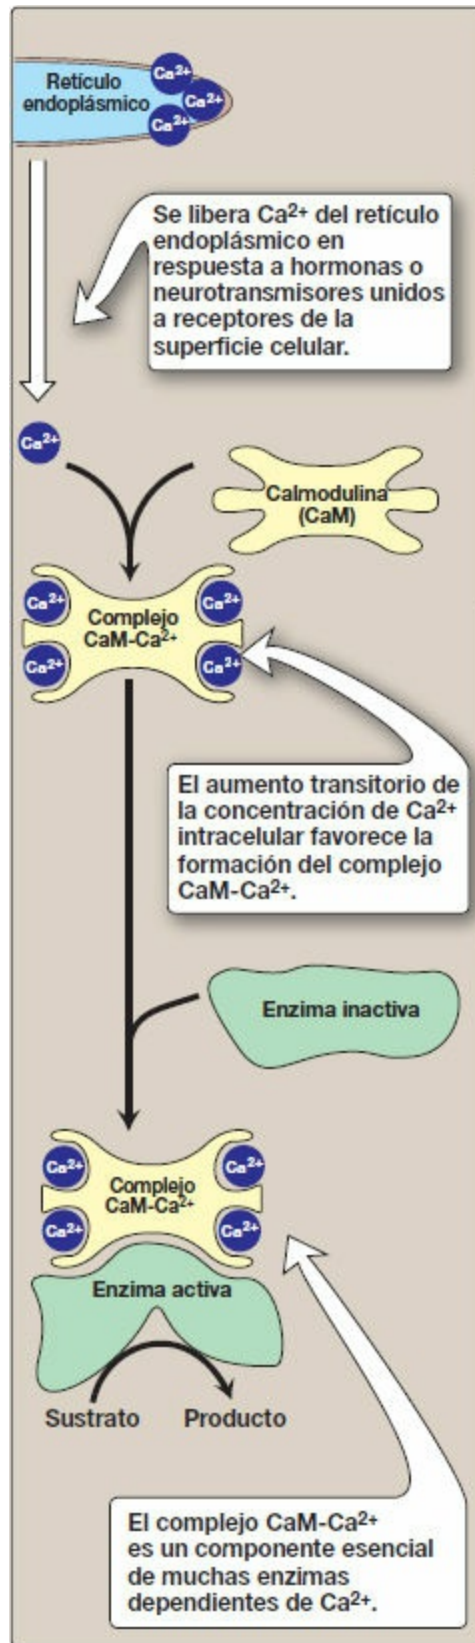 Retículo
endoplásmico
Ca²⁺
Ca²⁺
Ca²⁺
Se libera Ca²⁺ del retículo
endoplásmico en
respuesta a hormonas o
neurotransmisores unidos
a receptores de la
superficie celular.
Ca²⁺
Calmodulina
(CaM)
Ca²⁺
Ca²⁺
Complejo
CaM-Ca²⁺
Ca²⁺
Ca²⁺
El aumento transitorio de
la concentración de Ca²⁺
intracelular favorece la
formación del complejo
CaM-Ca²⁺.
Enzima inactiva
Ca²⁺
Ca²⁺
Complejo
CaM-Ca²⁺
Ca²⁺
Ca²⁺
Enzima activa
Sustrato
Producto
El complejo CaM-Ca²⁺
es un componente esencial
de muchas enzimas
dependientes de Ca²⁺.